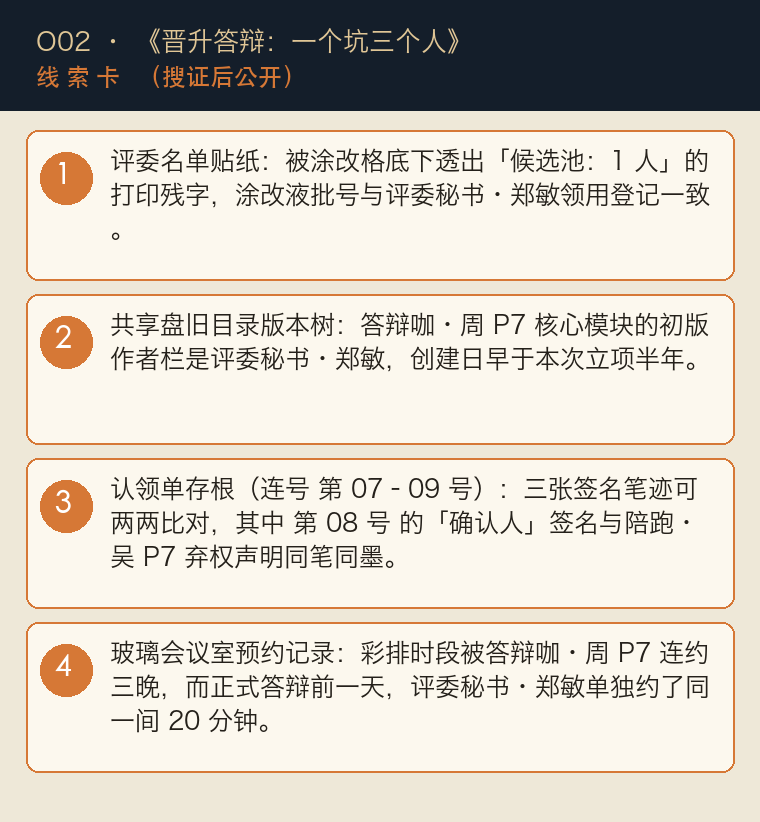 O02 · 《晋升答辩：一个坑三个人》
线索卡 （搜证后公开）
1
评委名单贴纸：被涂改格底下透出「候选池：1 人」的
打印残字，涂改液批号与评委秘书·郑敏领用登记一致
。
2
共享盘旧目录版本树：答辩咖·周 P7 核心模块的初版
作者栏是评委秘书·郑敏，创建日早于本次立项半年。
3
认领单存根（连号 第 07 - 09 号）：三张签名笔迹可
两两比对，其中 第 08 号 的「确认人」签名与陪跑·
吴 P7 弃权声明同笔同墨。
4
玻璃会议室预约记录：彩排时段被答辩咖·周 P7 连约
三晚，而正式答辩前一天，评委秘书·郑敏单独约了同
一间 20 分钟。